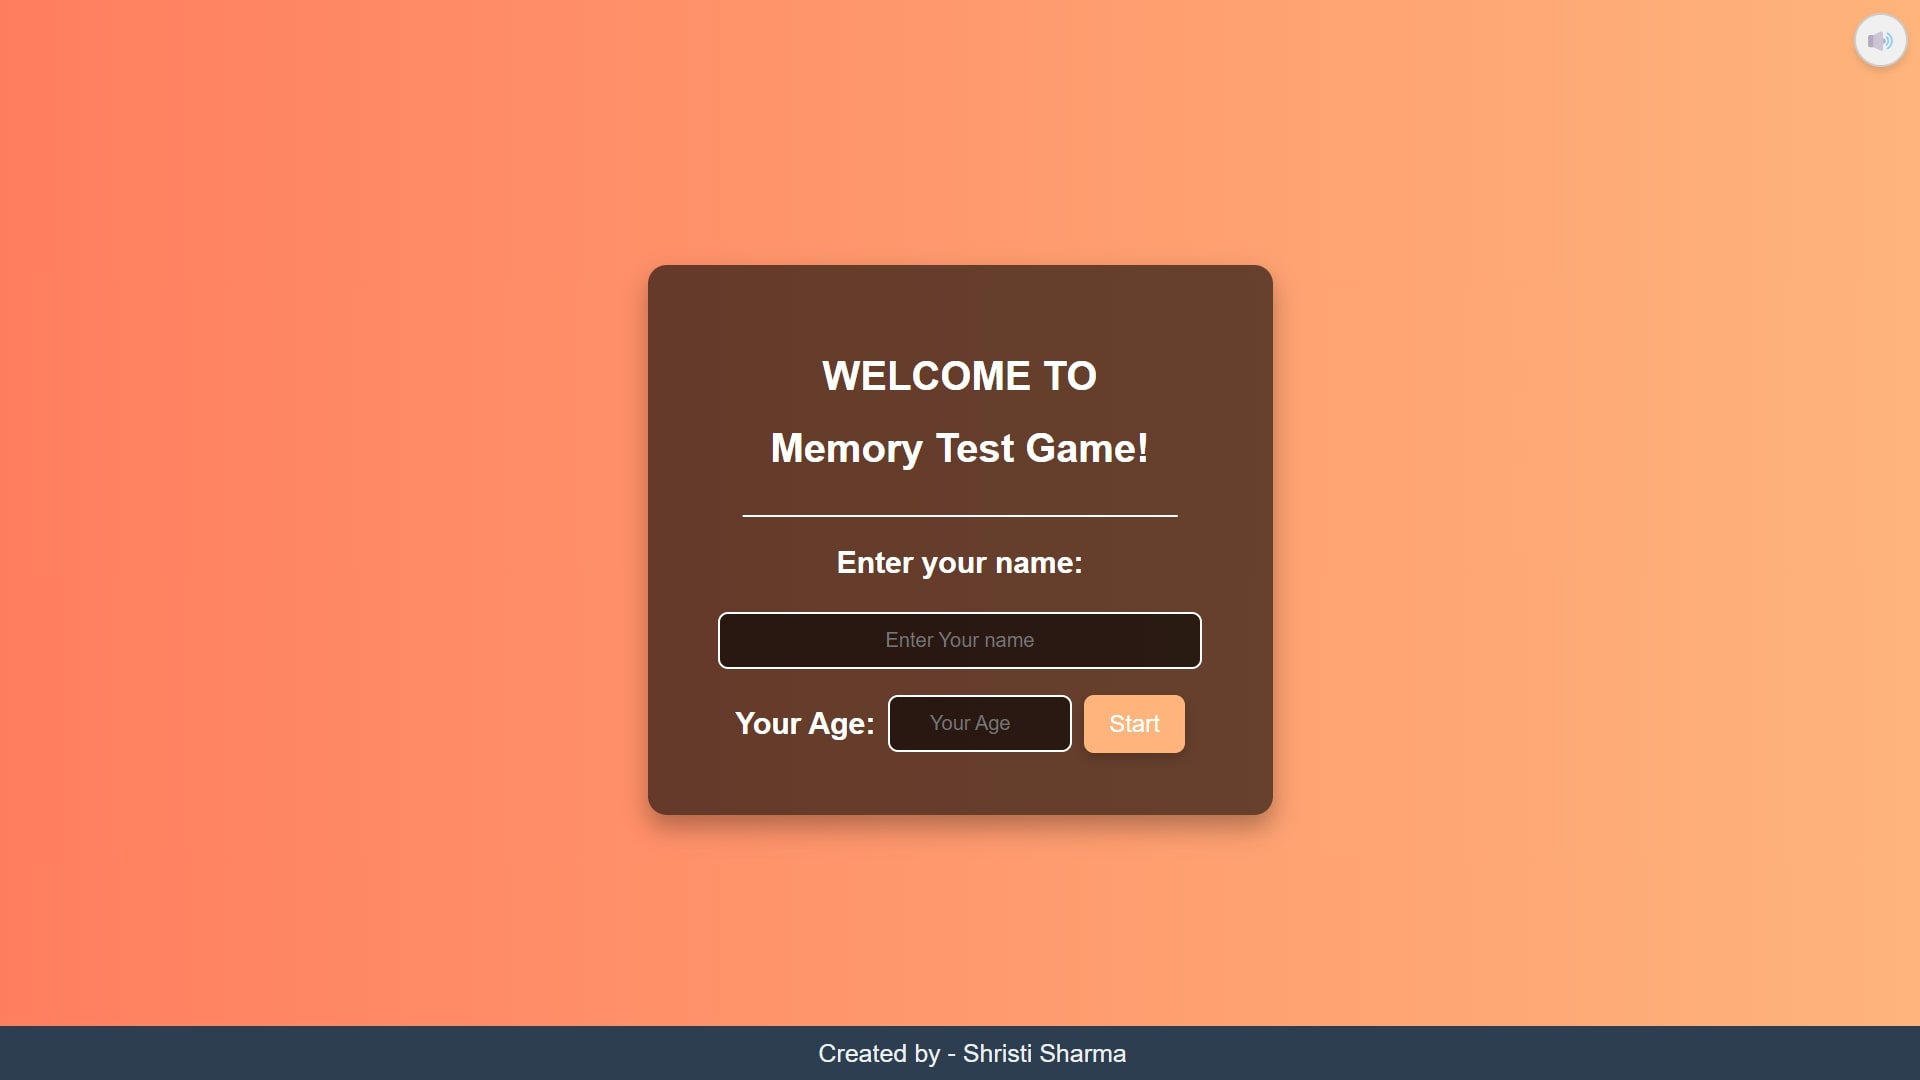 WELCOME TO
Memory Test Game!
Enter your name:
Enter Your name
Your Age: Your Age Start
Created by - Shristi Sharma